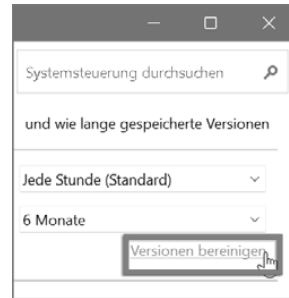 Systemsteuerung durchsuchen
und wie lange gespeicherte Versionen
Jede Stunde (Standard)
6 Monate
Versionen bereinigen